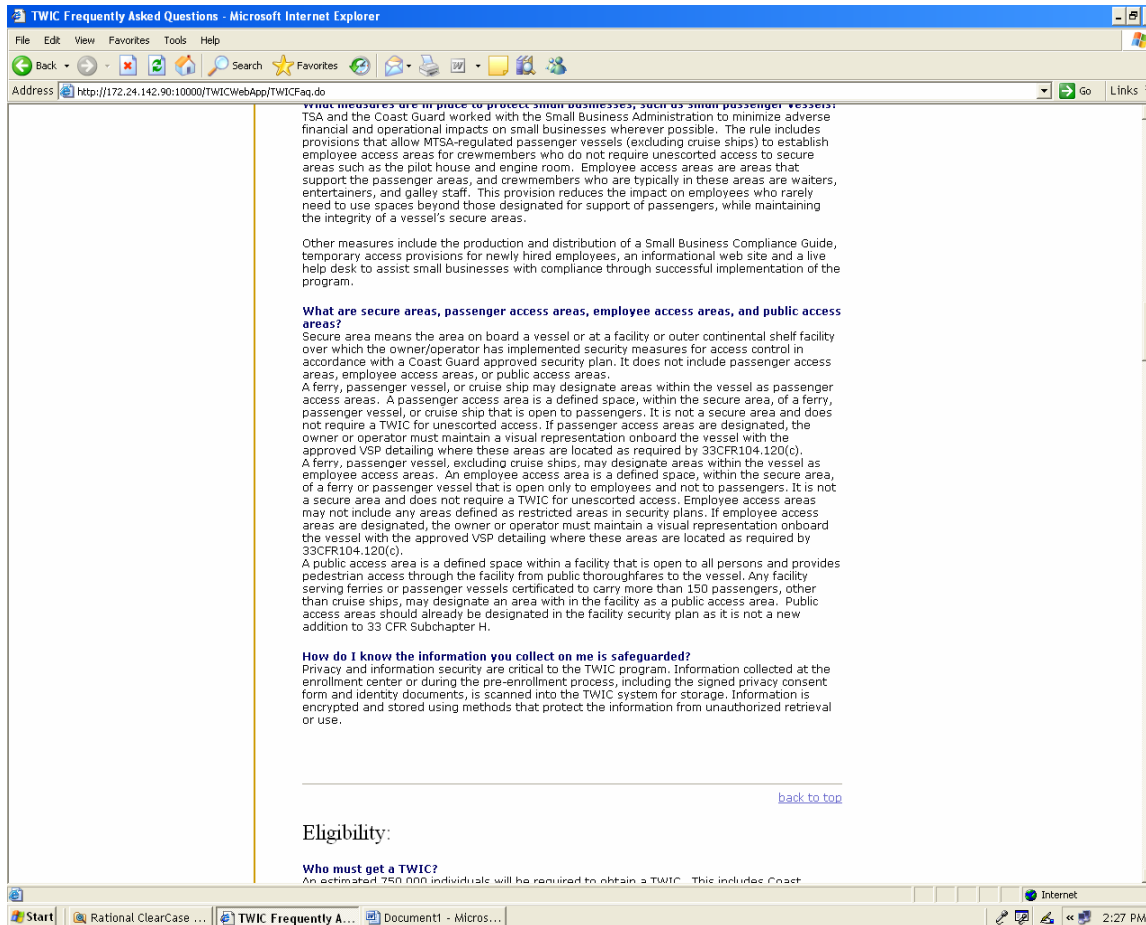 TWIC Frequently Asked Questions - Microsoft Internet Explorer
File Edit View Favorites Tools Help
Back Search Favorites
Address http://172.24.142.90:10000/TWICWebApp/TWICFaq.do Go Links
What measures are in place to protect small businesses, such as small passenger vessels?
TSA and the Coast Guard worked with the Small Business Administration to minimize adverse
financial and operational impacts on small businesses wherever possible. The rule includes
provisions that allow MTSA-regulated passenger vessels (excluding cruise ships) to establish
employee access areas for crewmembers who do not require unescorted access to secure
areas such as the pilot house and engine room. Employee access areas are areas that
support the passenger areas, and crewmembers who are typically in these areas are waiters,
entertainers, and galley staff. This provision reduces the impact on employees who rarely
need to use spaces beyond those designated for support of passengers, while maintaining
the integrity of a vessel's secure areas.
Other measures include the production and distribution of a Small Business Compliance Guide,
temporary access provisions for newly hired employees, an informational web site and a live
help desk to assist small businesses with compliance through successful implementation of the
program.
What are secure areas, passenger access areas, employee access areas, and public access
areas?
Secure area means the area on board a vessel or at a facility or outer continental shelf facility
over which the owner/operator has implemented security measures for access control in
accordance with a Coast Guard approved security plan. It does not include passenger access
areas, employee access areas, or public access areas.
A ferry, passenger vessel, or cruise ship may designate areas within the vessel as passenger
access areas. A passenger access area is a defined space, within the secure area, of a ferry,
passenger vessel, or cruise ship that is open to passengers. It is not a secure area and does
not require a TWIC for unescorted access. If passenger access areas are designated, the
owner or operator must maintain a visual representation onboard the vessel with the
approved VSP detailing where these areas are located as required by 33CFR104.120(c).
A ferry, passenger vessel, excluding cruise ships, may designate areas within the vessel as
employee access areas. An employee access area is a defined space, within the secure area,
of a ferry or passenger vessel that is open only to employees and not to passengers. It is not
a secure area and does not require a TWIC for unescorted access. Employee access areas
may not include any areas defined as restricted areas in security plans. If employee access
areas are designated, the owner or operator must maintain a visual representation onboard
the vessel with the approved VSP detailing where these areas are located as required by
33CFR104.120(c).
A public access area is a defined space within a facility that is open to all persons and provides
pedestrian access through the facility from public thoroughfares to the vessel. Any facility
serving ferries or passenger vessels certificated to carry more than 150 passengers, other
than cruise ships, may designate an area with in the facility as a public access area. Public
access areas should already be designated in the facility security plan as it is not a new
addition to 33 CFR Subchapter H.
How do I know the information you collect on me is safeguarded?
Privacy and information security are critical to the TWIC program. Information collected at the
enrollment center or during the pre-enrollment process, including the signed privacy consent
form and identity documents, is scanned into the TWIC system for storage. Information is
encrypted and stored using methods that protect the information from unauthorized retrieval
or use.
back to top
Eligibility:
Who must get a TWIC?
An estimated 750,000 individuals will be required to obtain a TWIC. This includes Coast
Internet
Start Rational ClearCase ... TWIC Frequently A... Document1 - Micros... 2:27 PM